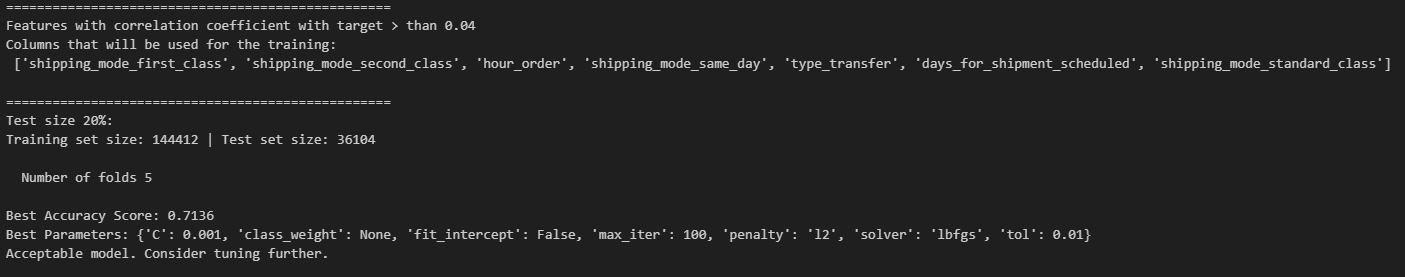 ==================================================
Features with correlation coefficient with target > than 0.04
Columns that will be used for the training:
['shipping_mode_first_class', 'shipping_mode_second_class', 'hour_order', 'shipping_mode_same_day', 'type_transfer', 'days_for_shipment_scheduled', 'shipping_mode_standard_class']
==================================================
Test size 20%:
Training set size: 144412 | Test set size: 36104
Number of folds 5
Best Accuracy Score: 0.7136
Best Parameters: {'C': 0.001, 'class_weight': None, 'fit_intercept': False, 'max_iter': 100, 'penalty': 'l2', 'solver': 'lbfgs', 'tol': 0.01}
Acceptable model. Consider tuning further.